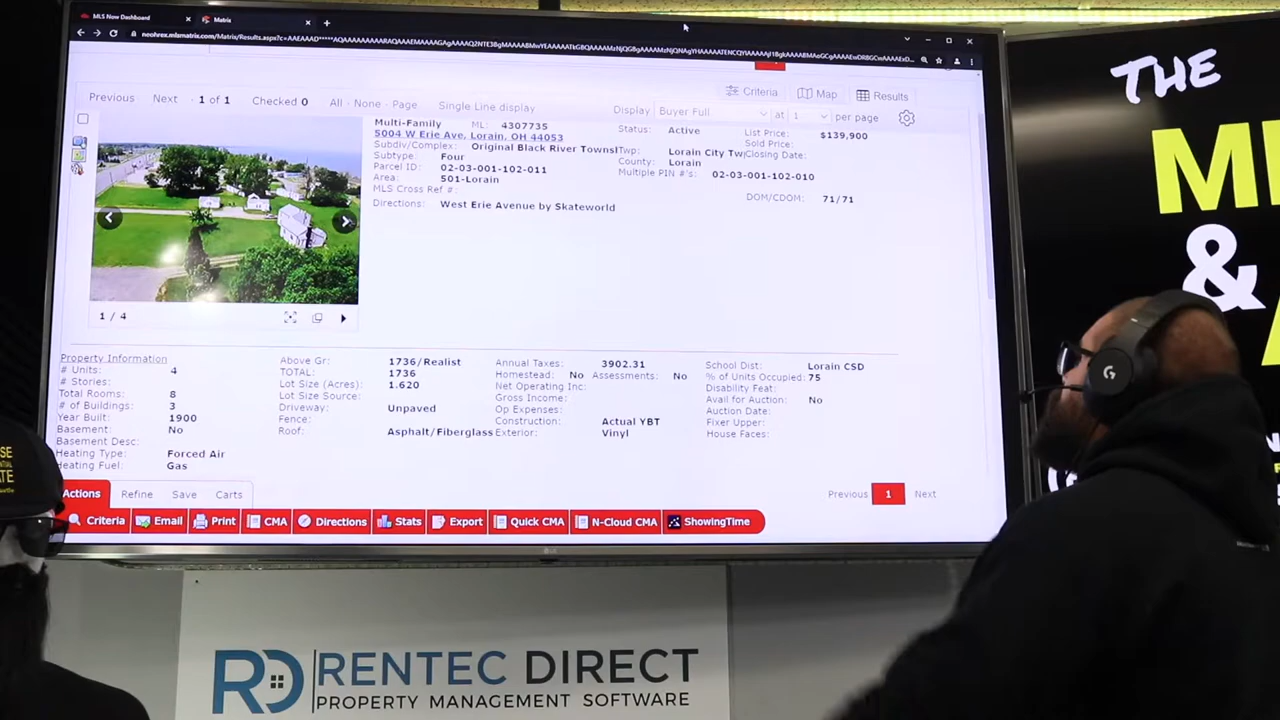 MLS Now Dashboard
Matrix
Previous Next · 1 of 1 Checked 0 All · None · Page Single Line display
Criteria Map Results
Display Buyer Full at 1 per page
Multi-Family ML: 4307735 Status: Active List Price: $139,900
5004 W Erie Ave, Lorain, OH 44053 Sold Price:
Subdiv/Complex: Original Black River Townsl Twp: Lorain City Tw Closing Date:
Subtype: Four County: Lorain
Parcel ID: 02-03-001-102-011 Multiple PIN #'s: 02-03-001-102-010
Area: 501-Lorain
MLS Cross Ref #:
DOM/CDOM: 71/71
Directions: West Erie Avenue by Skateworld
1 / 4
Property Information Above Gr: 1736/Realist Annual Taxes: 3902.31 School Dist: Lorain CSD
# Units: 4 TOTAL: 1736 Homestead: No Assessments: No % of Units Occupied: 75
# Stories: Lot Size (Acres): 1.620 Net Operating Inc: Disability Feat:
Total Rooms: 8 Lot Size Source: Gross Income: Avail for Auction: No
# of Buildings: 3 Driveway: Unpaved Op Expenses: Auction Date:
Year Built: 1900 Fence: Construction: Actual YBT Fixer Upper:
Basement: No Roof: Asphalt/Fiberglass Exterior: Vinyl House Faces:
Basement Desc:
Heating Type: Forced Air
Heating Fuel: Gas
Actions Refine Save Carts Previous 1 Next
Criteria Email Print CMA Directions Stats Export Quick CMA N-Cloud CMA ShowingTime
RD RENTEC DIRECT
PROPERTY MANAGEMENT SOFTWARE
THE
&
G